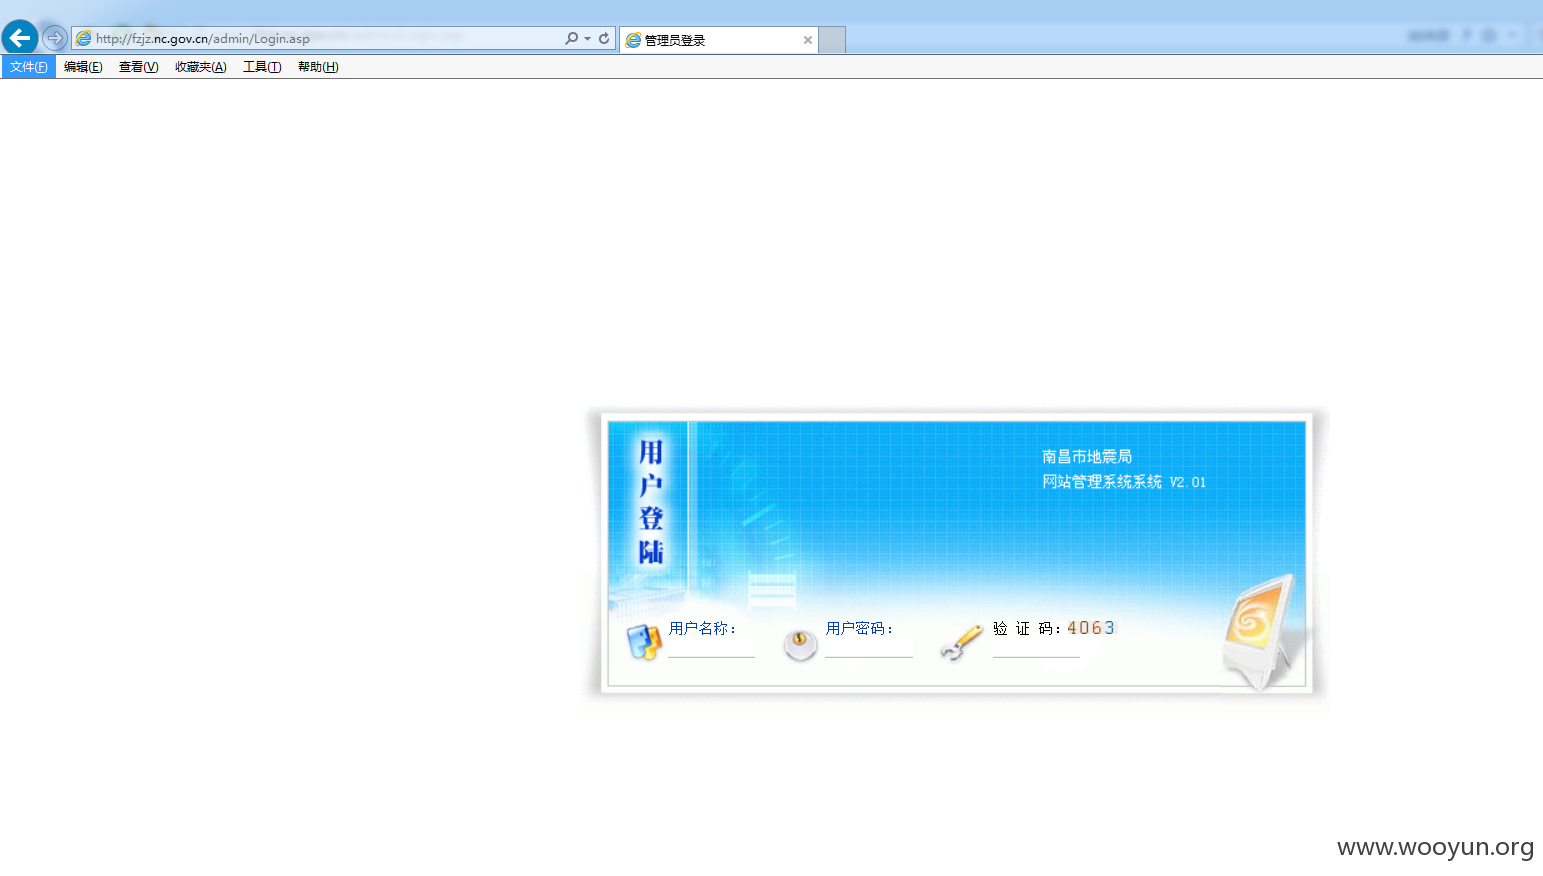 http://fzjz.nc.gov.cn/admin/Login.asp
管理员登录
文件(F) 编辑(E) 查看(V) 收藏夹(A) 工具(T) 帮助(H)
用户登陆
南昌市地震局
网站管理系统系统 V2.01
用户名称： 用户密码： 验 证 码：4063
www.wooyun.org